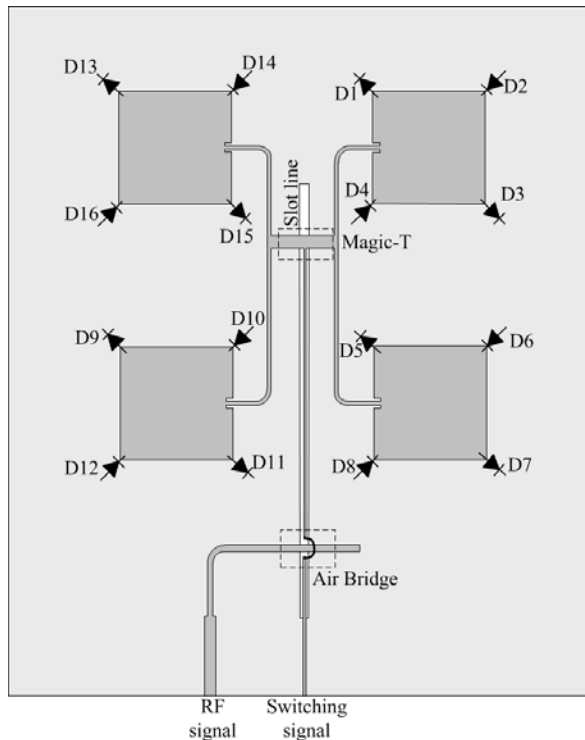 D13
D14
D1
D2
D16
D15
D4
D3
Slot line
Magic-T
D9
D10
D5
D6
D12
D11
D8
D7
Air Bridge
RF
signal
Switching
signal